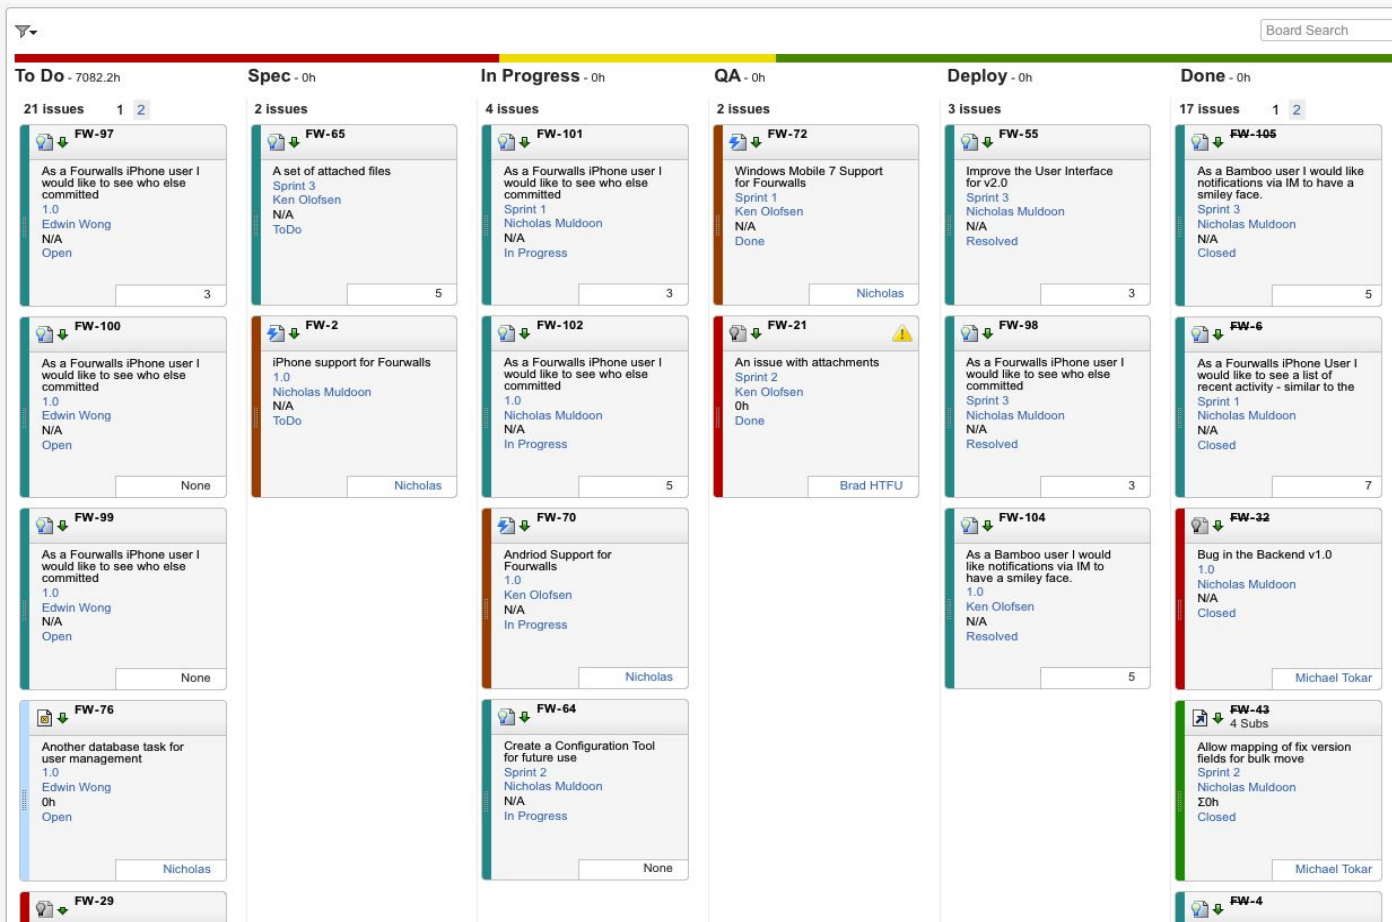 Board Search
To Do - 7082.2h
21 issues 1 2
FW-97
As a Fourwalls iPhone user I
would like to see who else
committed
1.0
Edwin Wong
N/A
Open
3
FW-100
As a Fourwalls iPhone user I
would like to see who else
committed
1.0
Edwin Wong
N/A
Open
None
FW-99
As a Fourwalls iPhone user I
would like to see who else
committed
1.0
Edwin Wong
N/A
Open
None
FW-76
Another database task for
user management
1.0
Edwin Wong
0h
Open
Nicholas
FW-29
Spec - 0h
2 issues
FW-65
A set of attached files
Sprint 3
Ken Olofsen
N/A
ToDo
5
FW-2
iPhone support for Fourwalls
1.0
Nicholas Muldoon
N/A
ToDo
Nicholas
In Progress - 0h
4 issues
FW-101
As a Fourwalls iPhone user I
would like to see who else
committed
Sprint 1
Nicholas Muldoon
N/A
In Progress
3
FW-102
As a Fourwalls iPhone user I
would like to see who else
committed
1.0
Nicholas Muldoon
N/A
In Progress
5
FW-70
Andriod Support for
Fourwalls
1.0
Ken Olofsen
N/A
In Progress
Nicholas
FW-64
Create a Configuration Tool
for future use
Sprint 2
Nicholas Muldoon
N/A
In Progress
None
QA - 0h
2 issues
FW-72
Windows Mobile 7 Support
for Fourwalls
Sprint 1
Ken Olofsen
N/A
Done
Nicholas
FW-21
An issue with attachments
Sprint 2
Ken Olofsen
0h
Done
Brad HTFU
Deploy - 0h
3 issues
FW-55
Improve the User Interface
for v2.0
Sprint 3
Nicholas Muldoon
N/A
Resolved
3
FW-98
As a Fourwalls iPhone user I
would like to see who else
committed
Sprint 3
Nicholas Muldoon
N/A
Resolved
3
FW-104
As a Bamboo user I would
like notifications via IM to
have a smiley face.
1.0
Ken Olofsen
N/A
Resolved
5
Done - 0h
17 issues 1 2
FW-105
As a Bamboo user I would like
notifications via IM to have a
smiley face.
Sprint 3
Nicholas Muldoon
N/A
Closed
5
FW-6
As a Fourwalls iPhone User I
would like to see a list of
recent activity - similar to the
Sprint 1
Nicholas Muldoon
N/A
Closed
7
FW-32
Bug in the Backend v1.0
1.0
Nicholas Muldoon
N/A
Closed
Michael Tokar
FW-43
4 Subs
Allow mapping of fix version
fields for bulk move
Sprint 2
Nicholas Muldoon
Σ0h
Closed
Michael Tokar
FW-4